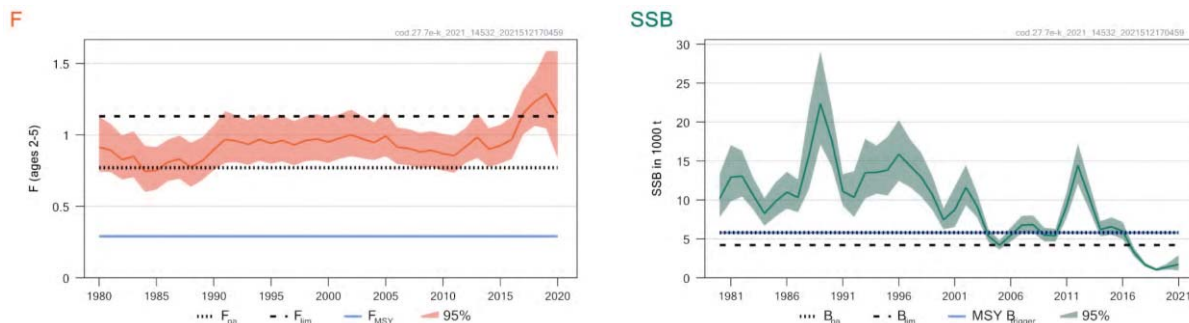 F
cod.27.7e-k_2021_14532_2021512170459
F (ages 2-5)
1.5
1
0.5
0
1980 1985 1990 1995 2000 2005 2010 2015 2020
Fpa Flim FMSY 95%
SSB
cod.27.7e-k_2021_14532_2021512170459
SSB in 1000 t
30
25
20
15
10
5
0
1981 1986 1991 1996 2001 2006 2011 2016 2021
Bpa Blim MSY Btrigger 95%